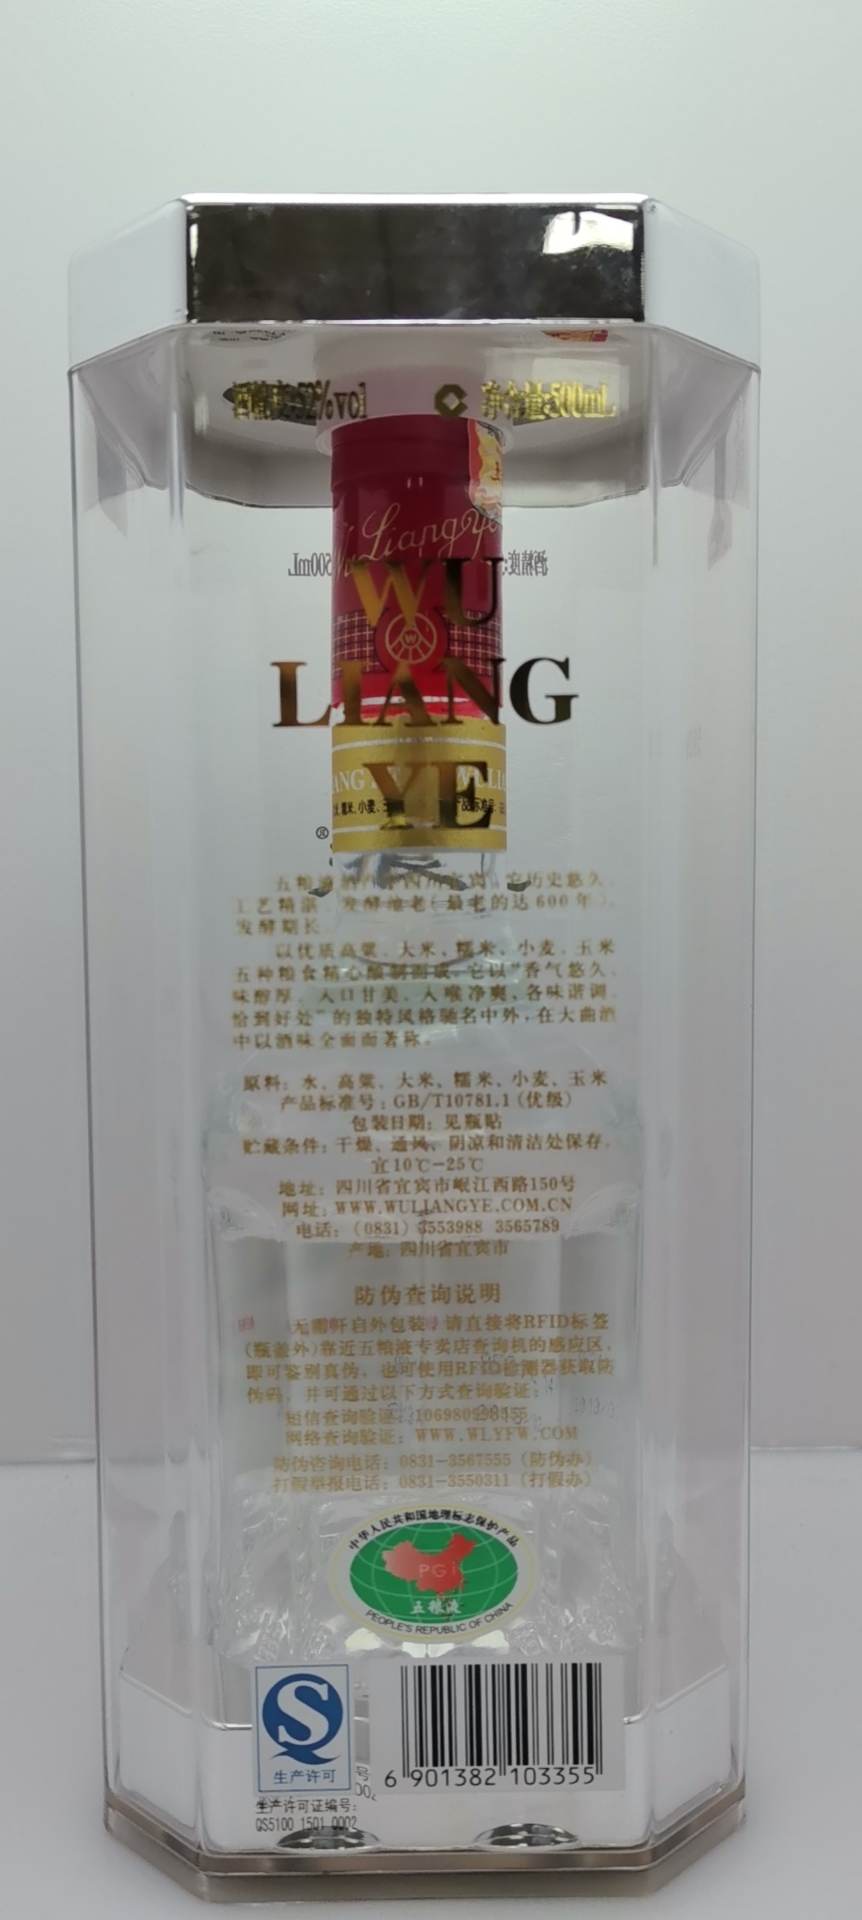 酒精度:52%vol 净含量:500mL
Wu Liangye
WU
LIANG
YE
®
工艺精湛、发酵池老(最老的达600年)、
发酵期长。
以优质高粱、大米、糯米、小麦、玉米
五种粮食精心酿制而成。它以"香气悠久、
味醇厚、入口甘美、入喉净爽、各味谐调、
恰到好处"的独特风格驰名中外,在大曲酒
中以酒味全面而著称。
原料:水、高粱、大米、糯米、小麦、玉米
产品标准号:GB/T10781.1(优级)
包装日期:见瓶贴
贮藏条件:干燥、通风、阴凉和清洁处保存,
宜10℃-25℃
地址:四川省宜宾市岷江西路150号
网址:WWW.WULIANGYE.COM.CN
电话:(0831)3553988 3565789
产地:四川省宜宾市
防伪查询说明
无需开启外包装,请直接将RFID标签
(瓶盖外)靠近五粮液专卖店查询机的感应区,
即可鉴别真伪,也可使用RFID检测器获取防
伪码,并可通过以下方式查询验证:
短信查询验证:
网络查询验证:WWW.WLYFW.COM
防伪咨询电话:0831-3567555(防伪办)
打假举报电话:0831-3550311(打假办)
中华人民共和国地理标志保护产品
PGI
五粮液
PEOPLE'S REPUBLIC OF CHINA
生产许可
6 901382 103355
生产许可证编号:
QS5100 1501 0002